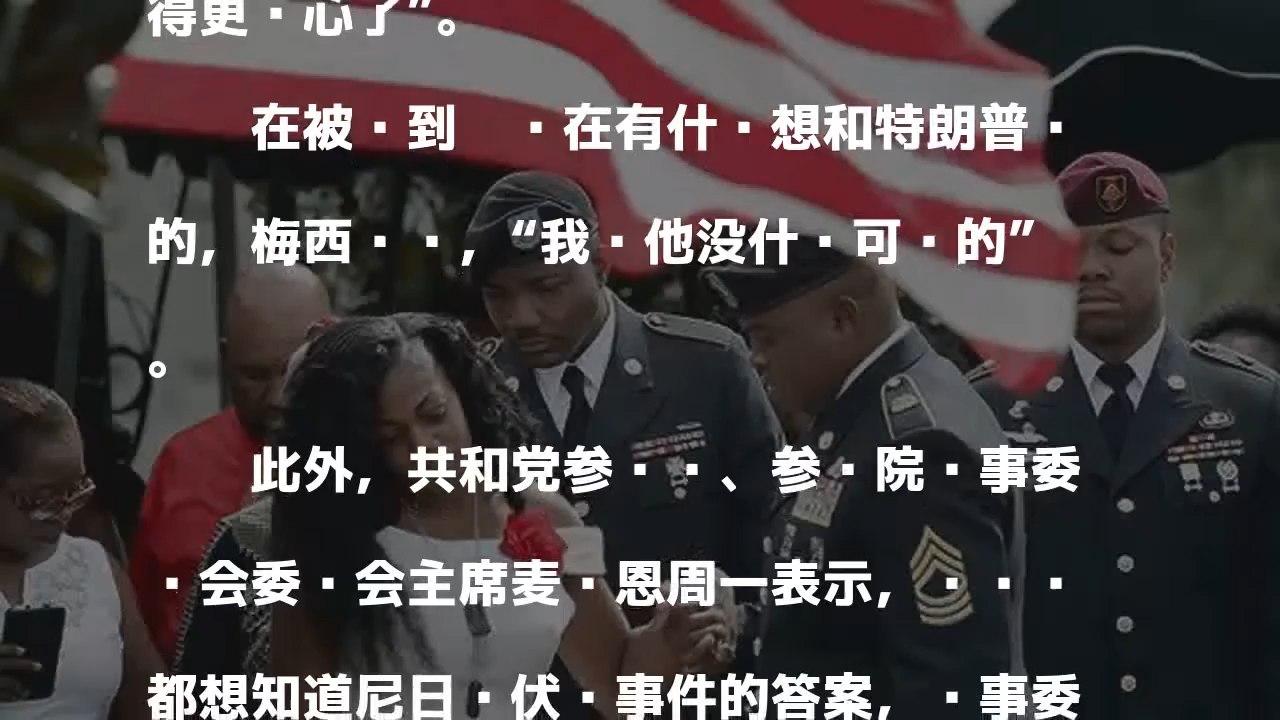 得更·心了”。
在被·到 ·在有什·想和特朗普·
的，梅西··，“我·他没什·可·的”
。
此外，共和党参··、参·院·事委
·会委·会主席麦·恩周一表示，···
都想知道尼日·伏·事件的答案，·事委